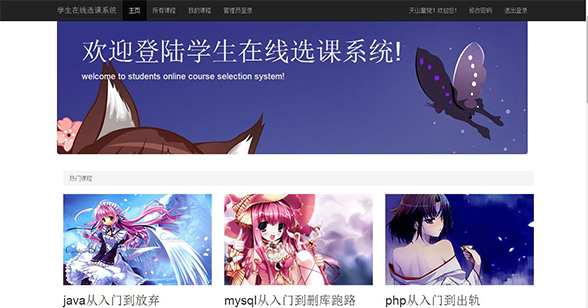 学生在线选课系统 主页 所有课程 我的课程 管理员登录 天山童姥1 欢迎您! 修改密码 退出登录
欢迎登陆学生在线选课系统!
welcome to students online course selection system!
热门课程
java从入门到放弃 mysql从入门到删库跑路 php从入门到出轨